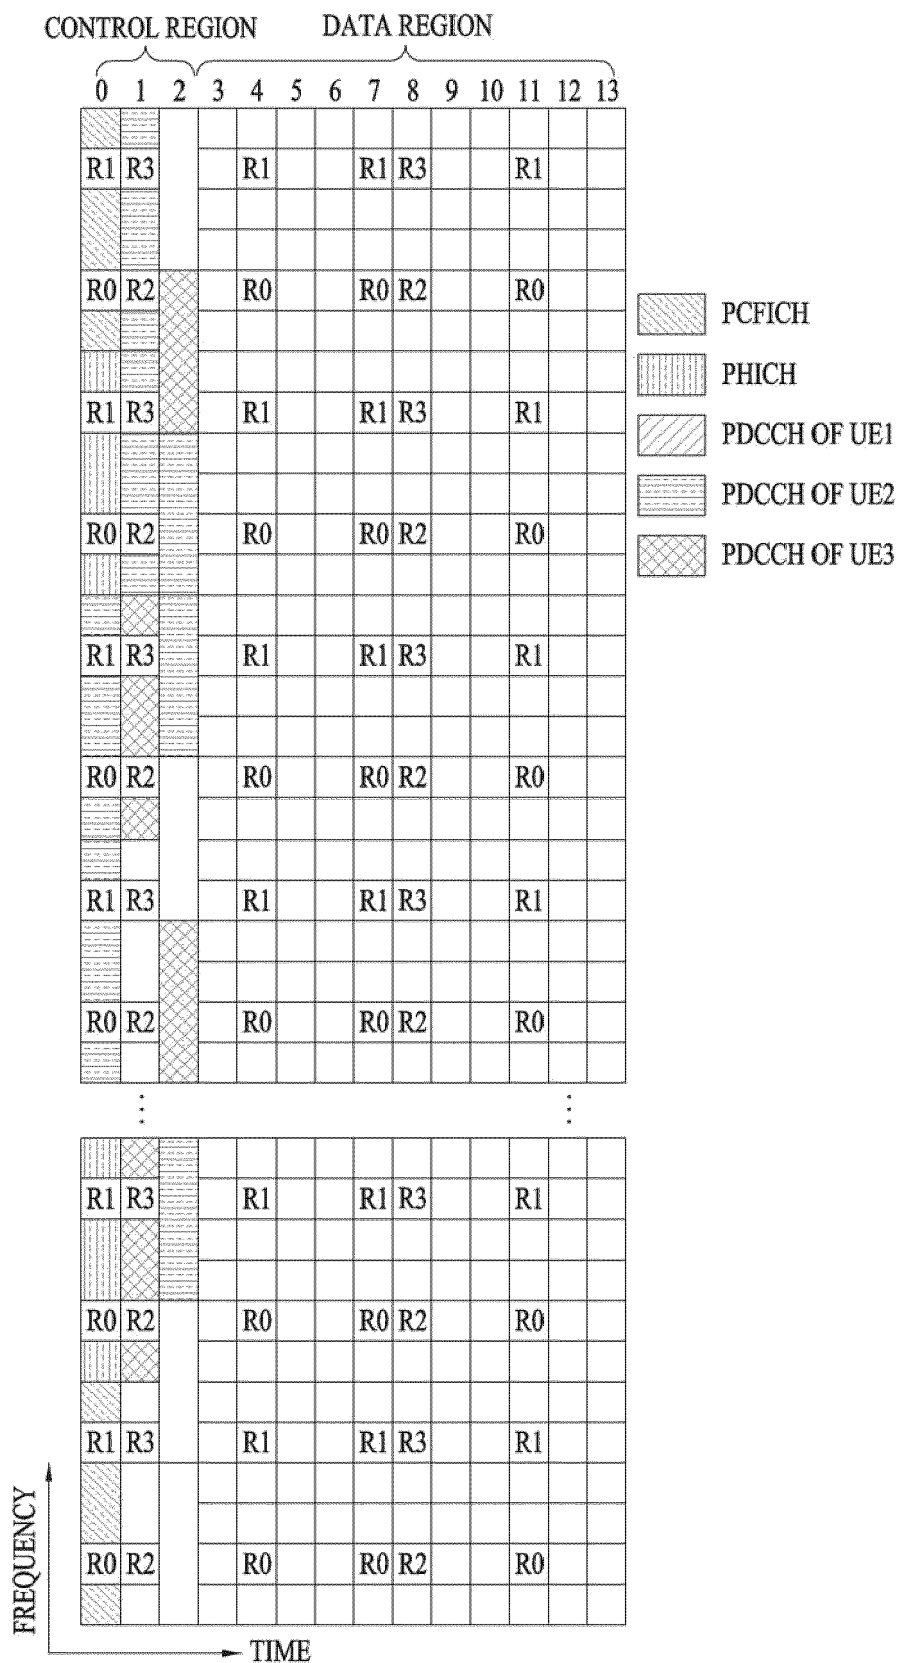 CONTROL REGION DATA REGION
0 1 2 3 4 5 6 7 8 9 10 11 12 13
R1 R3 R1 R1 R3 R1
R0 R2 R0 R0 R2 R0
PCFICH
PHICH
R1 R3 R1 R1 R3 R1
PDCCH OF UE1
PDCCH OF UE2
R0 R2 R0 R0 R2 R0
PDCCH OF UE3
R1 R3 R1 R1 R3 R1
R0 R2 R0 R0 R2 R0
R1 R3 R1 R1 R3 R1
R0 R2 R0 R0 R2 R0
R1 R3 R1 R1 R3 R1
R0 R2 R0 R0 R2 R0
R1 R3 R1 R1 R3 R1
R0 R2 R0 R0 R2 R0
FREQUENCY
TIME